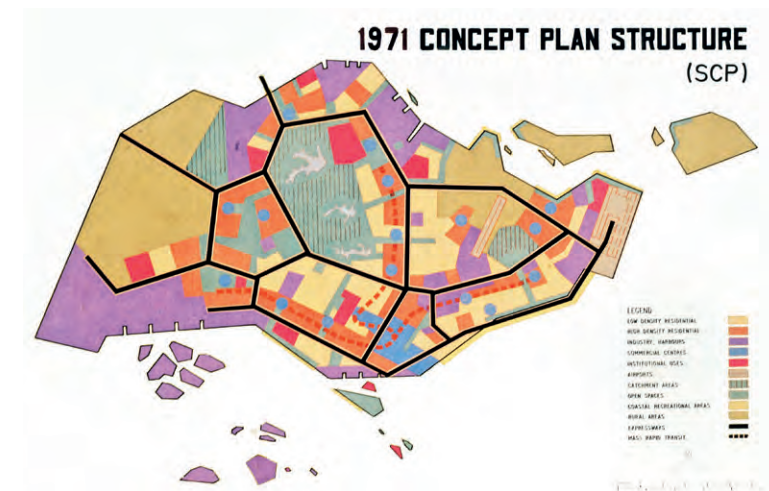 1971 CONCEPT PLAN STRUCTURE
(SCP)
LEGEND
LOW DENSITY RESIDENTIAL
HIGH DENSITY RESIDENTIAL
INDUSTRY, HARBOURS
COMMERCIAL CENTRES
INSTITUTIONAL USES
AIRPORTS
CATCHMENT AREAS
OPEN SPACES
COASTAL RECREATIONAL AREAS
RURAL AREAS
EXPRESSWAYS
MASS RAPID TRANSIT